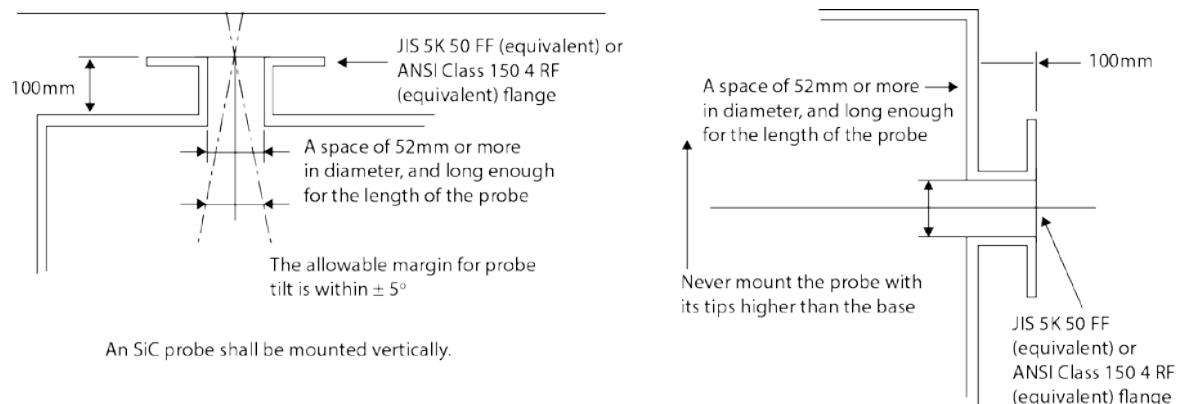 JIS 5K 50 FF (equivalent) or
ANSI Class 150 4 RF
(equivalent) flange
100mm
A space of 52mm or more
in diameter, and long enough
for the length of the probe
The allowable margin for probe
tilt is within ± 5°
An SiC probe shall be mounted vertically.
100mm
A space of 52mm or more
in diameter, and long enough
for the length of the probe
Never mount the probe with
its tips higher than the base
JIS 5K 50 FF
(equivalent) or
ANSI Class 150 4 RF
(equivalent) flange